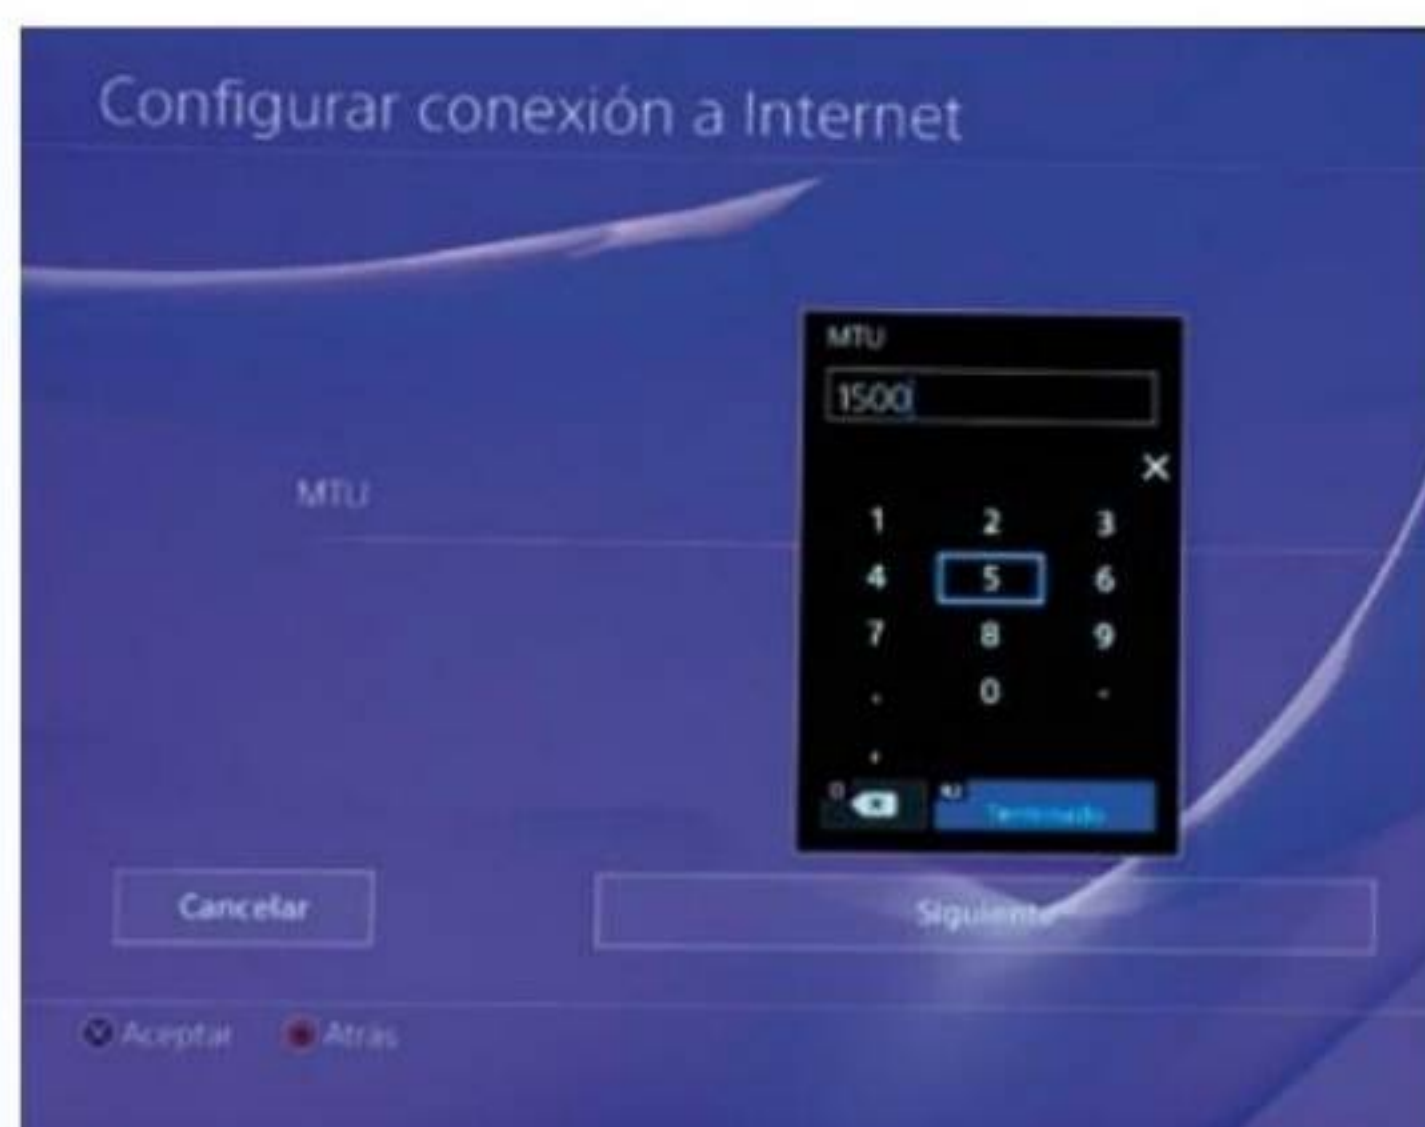 Configurar conexión a Internet
MTU
1500
MTU
1 2 3
4 5 6
7 8 9
. 0 -
Terminado
Cancelar
Siguiente
Aceptar Atrás